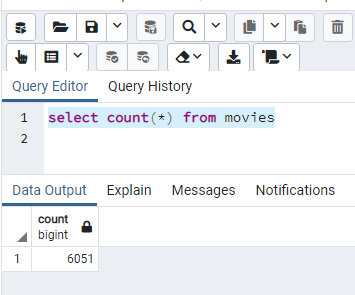 Query Editor Query History
1 select count(*) from movies
2
Data Output Explain Messages Notifications
count
bigint
1 6051